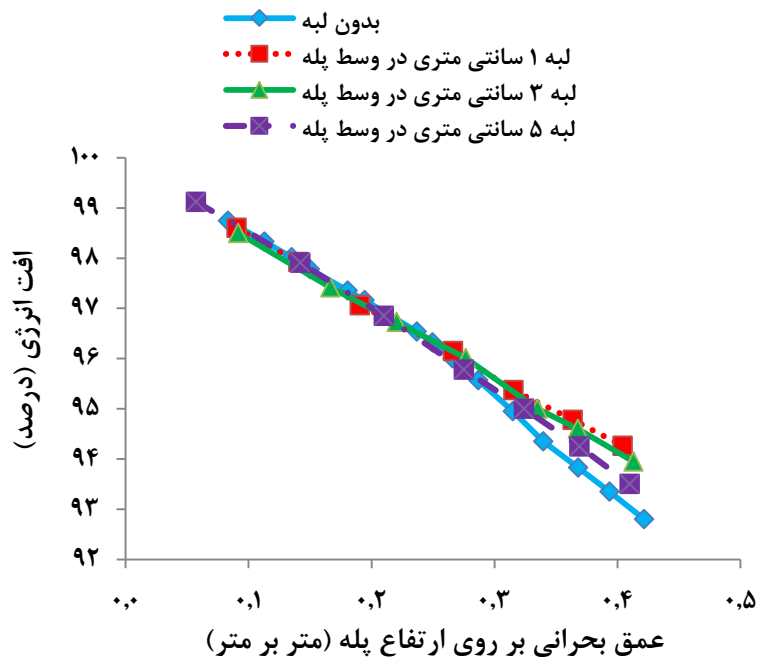 بدون لبه
لبه ۱ سانتی متری در وسط پله
لبه ۳ سانتی متری در وسط پله
لبه ۵ سانتی متری در وسط پله
افت انرژی (درصد)
۱۰۰
۹۹
۹۸
۹۷
۹۶
۹۵
۹۴
۹۳
۹۲
۰,۰ ۰,۱ ۰,۲ ۰,۳ ۰,۴ ۰,۵
عمق بحرانی بر روی ارتفاع پله (متر بر متر)